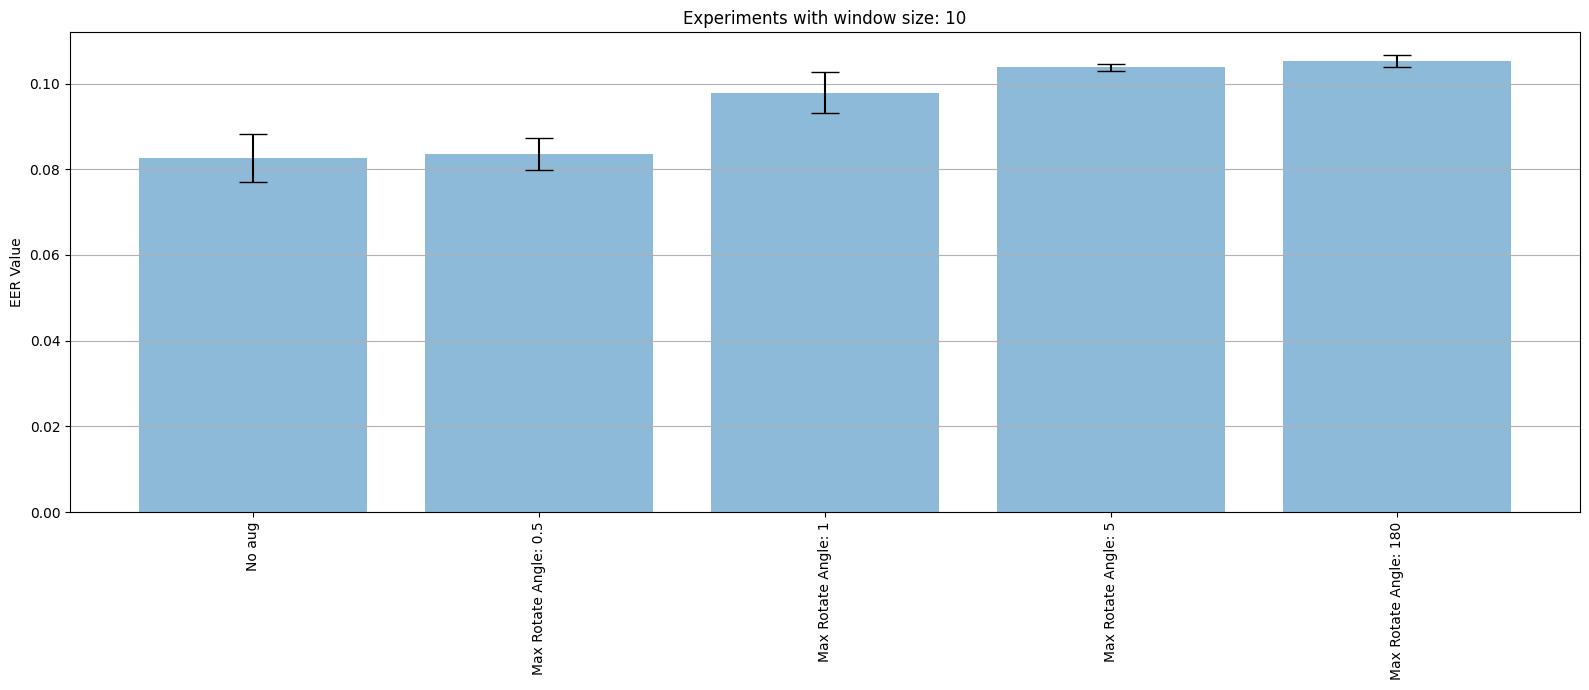 Experiments with window size: 10
EER Value
0.10
0.08
0.06
0.04
0.02
0.00
No aug
Max Rotate Angle: 0.5
Max Rotate Angle: 1
Max Rotate Angle: 5
Max Rotate Angle: 180